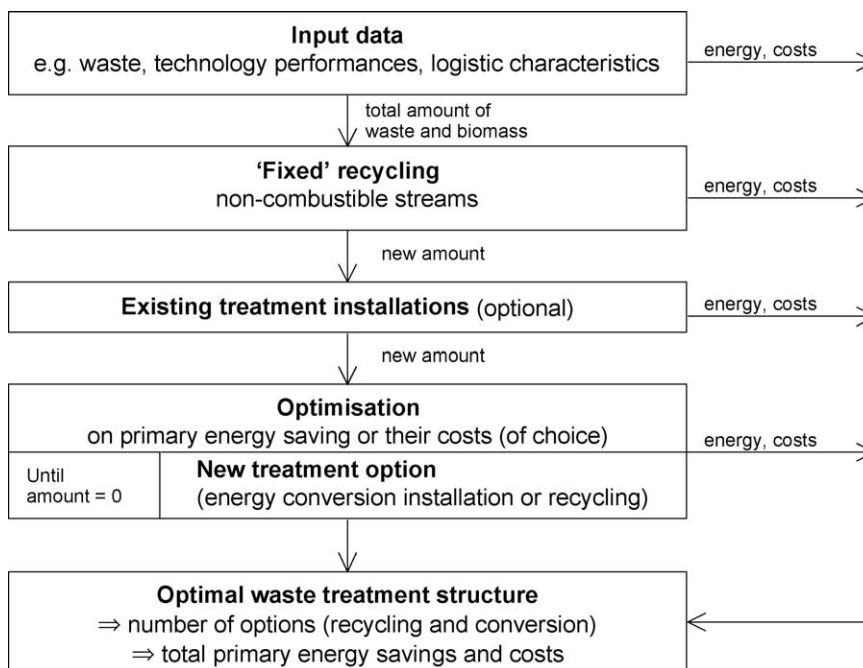 Input data
e.g. waste, technology performances, logistic characteristics
energy, costs
total amount of
waste and biomass
‘Fixed’ recycling
non-combustible streams
energy, costs
new amount
Existing treatment installations (optional)
energy, costs
new amount
Optimisation
on primary energy saving or their costs (of choice)
energy, costs
Until
amount = 0
New treatment option
(energy conversion installation or recycling)
Optimal waste treatment structure
⇒ number of options (recycling and conversion)
⇒ total primary energy savings and costs